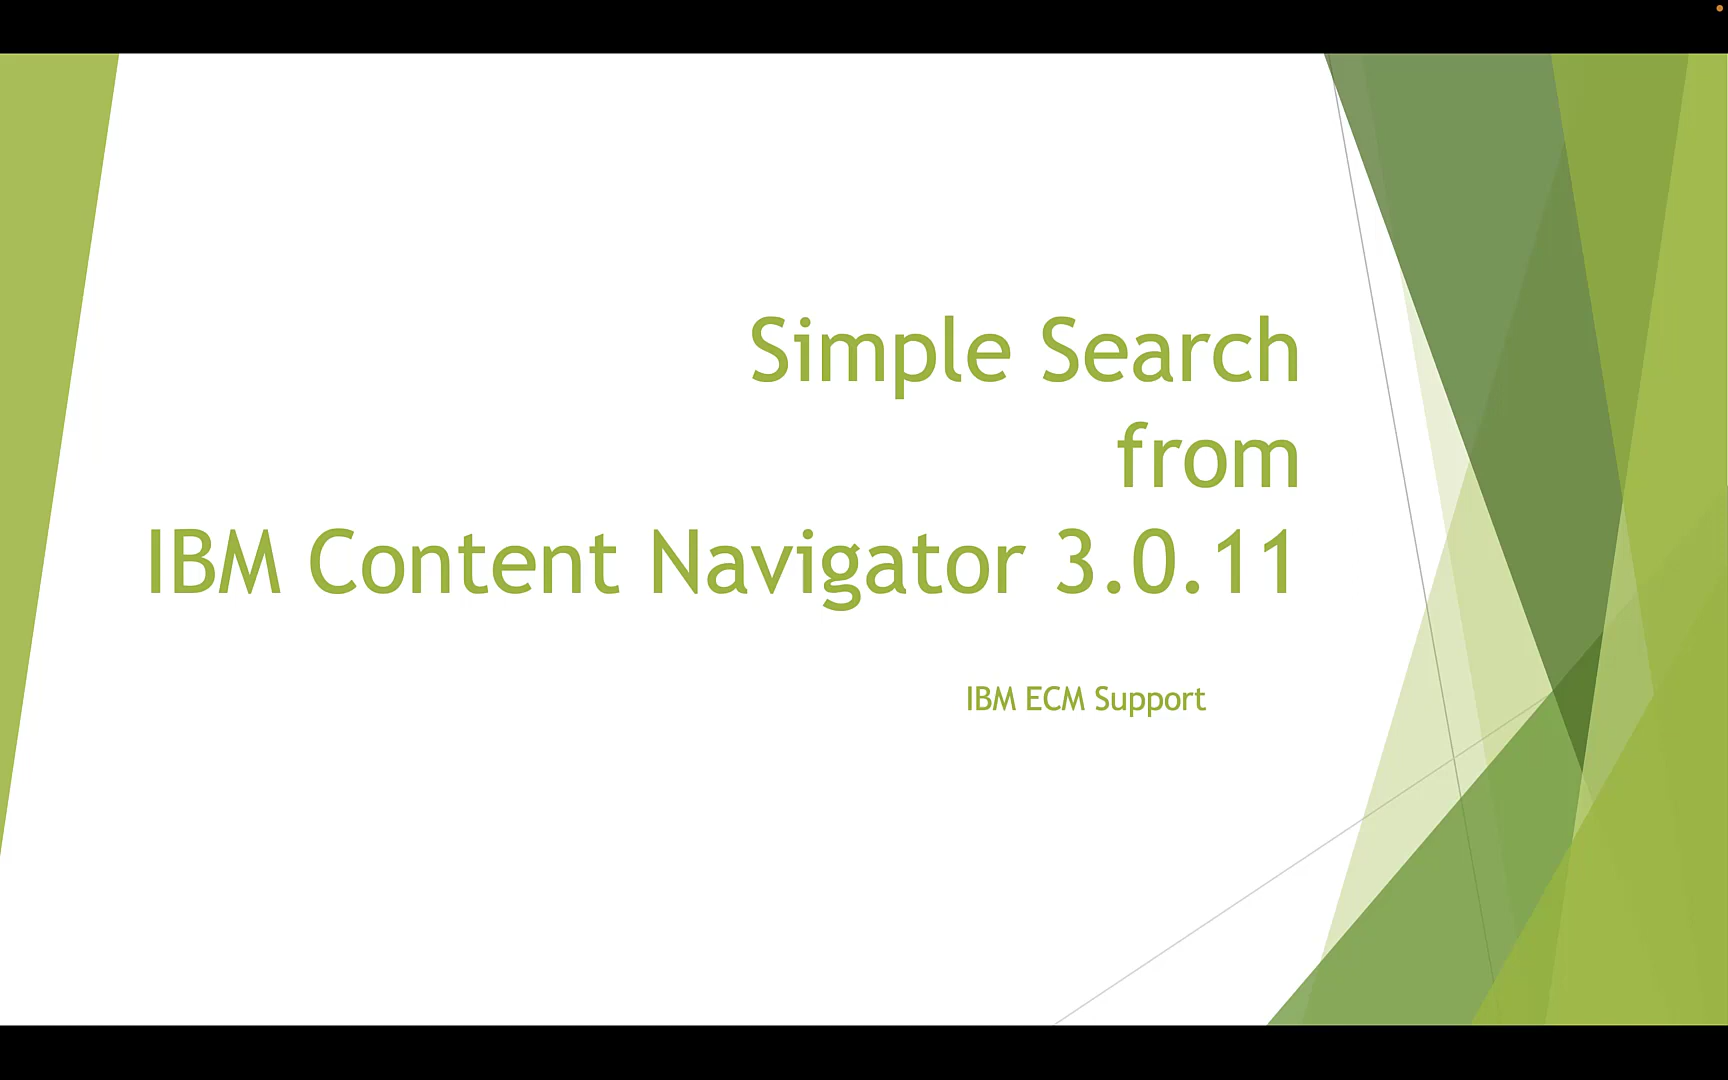 Simple Search
from
IBM Content Navigator 3.0.11
IBM ECM Support